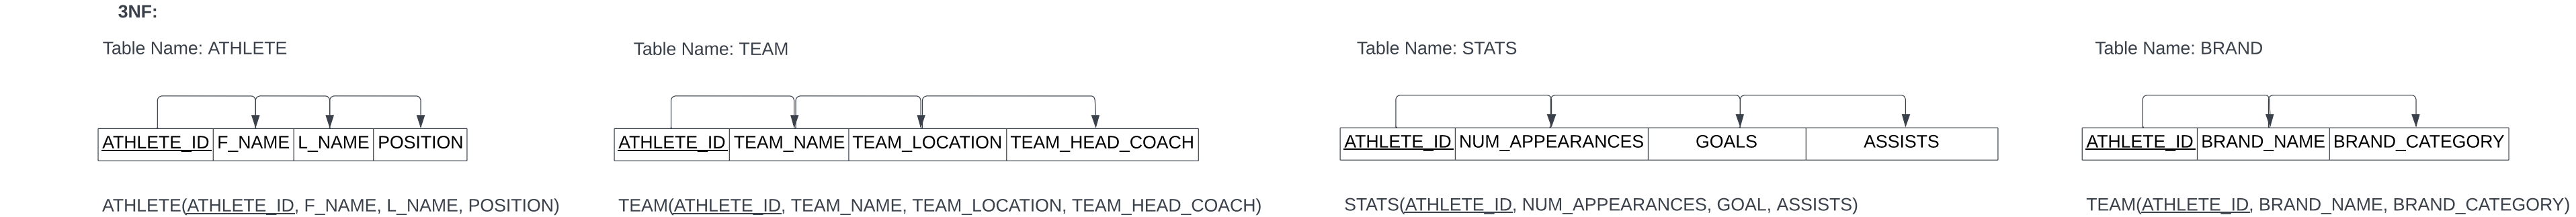 3NF:
Table Name: ATHLETE
ATHLETE_ID F_NAME L_NAME POSITION
ATHLETE(ATHLETE_ID, F_NAME, L_NAME, POSITION)
Table Name: TEAM
ATHLETE_ID TEAM_NAME TEAM_LOCATION TEAM_HEAD_COACH
TEAM(ATHLETE_ID, TEAM_NAME, TEAM_LOCATION, TEAM_HEAD_COACH)
Table Name: STATS
ATHLETE_ID NUM_APPEARANCES GOALS ASSISTS
STATS(ATHLETE_ID, NUM_APPEARANCES, GOAL, ASSISTS)
Table Name: BRAND
ATHLETE_ID BRAND_NAME BRAND_CATEGORY
TEAM(ATHLETE_ID, BRAND_NAME, BRAND_CATEGORY)